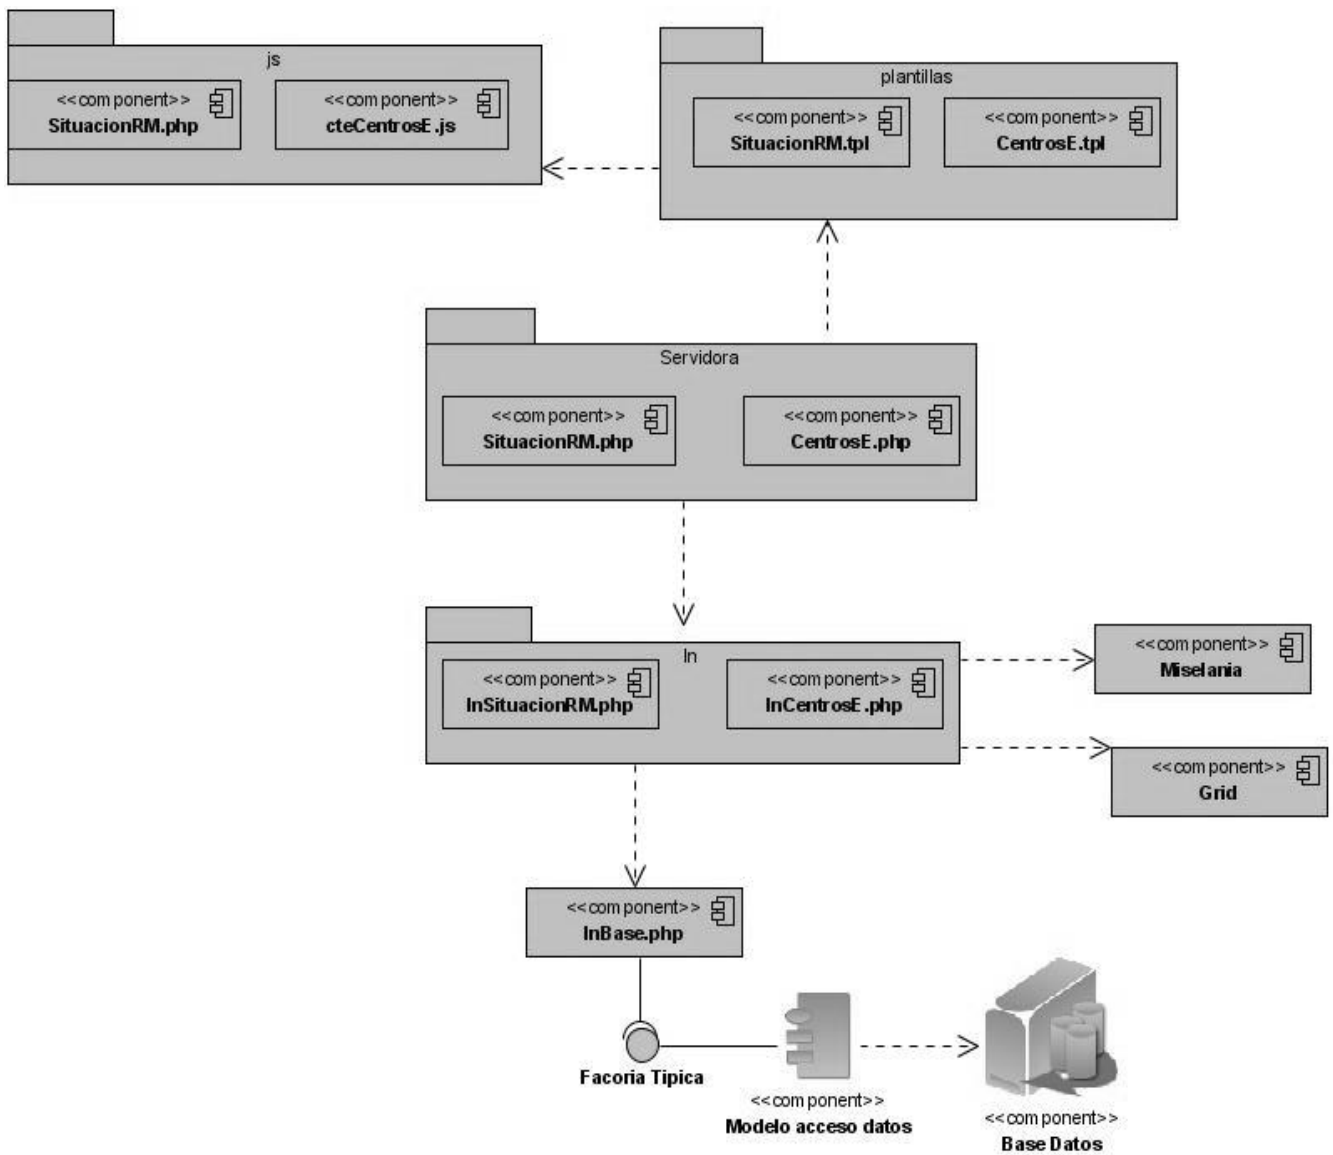 js
<<component>>
SituacionRM.php
<<component>>
cteCentrosE.js
plantillas
<<component>>
SituacionRM.tpl
<<component>>
CentrosE.tpl
Servidora
<<component>>
SituacionRM.php
<<component>>
CentrosE.php
In
<<component>>
InSituacionRM.php
<<component>>
InCentrosE.php
<<component>>
Miselania
<<component>>
Grid
<<component>>
InBase.php
Facoria Tipica
<<component>>
Modelo acceso datos
<<component>>
Base Datos